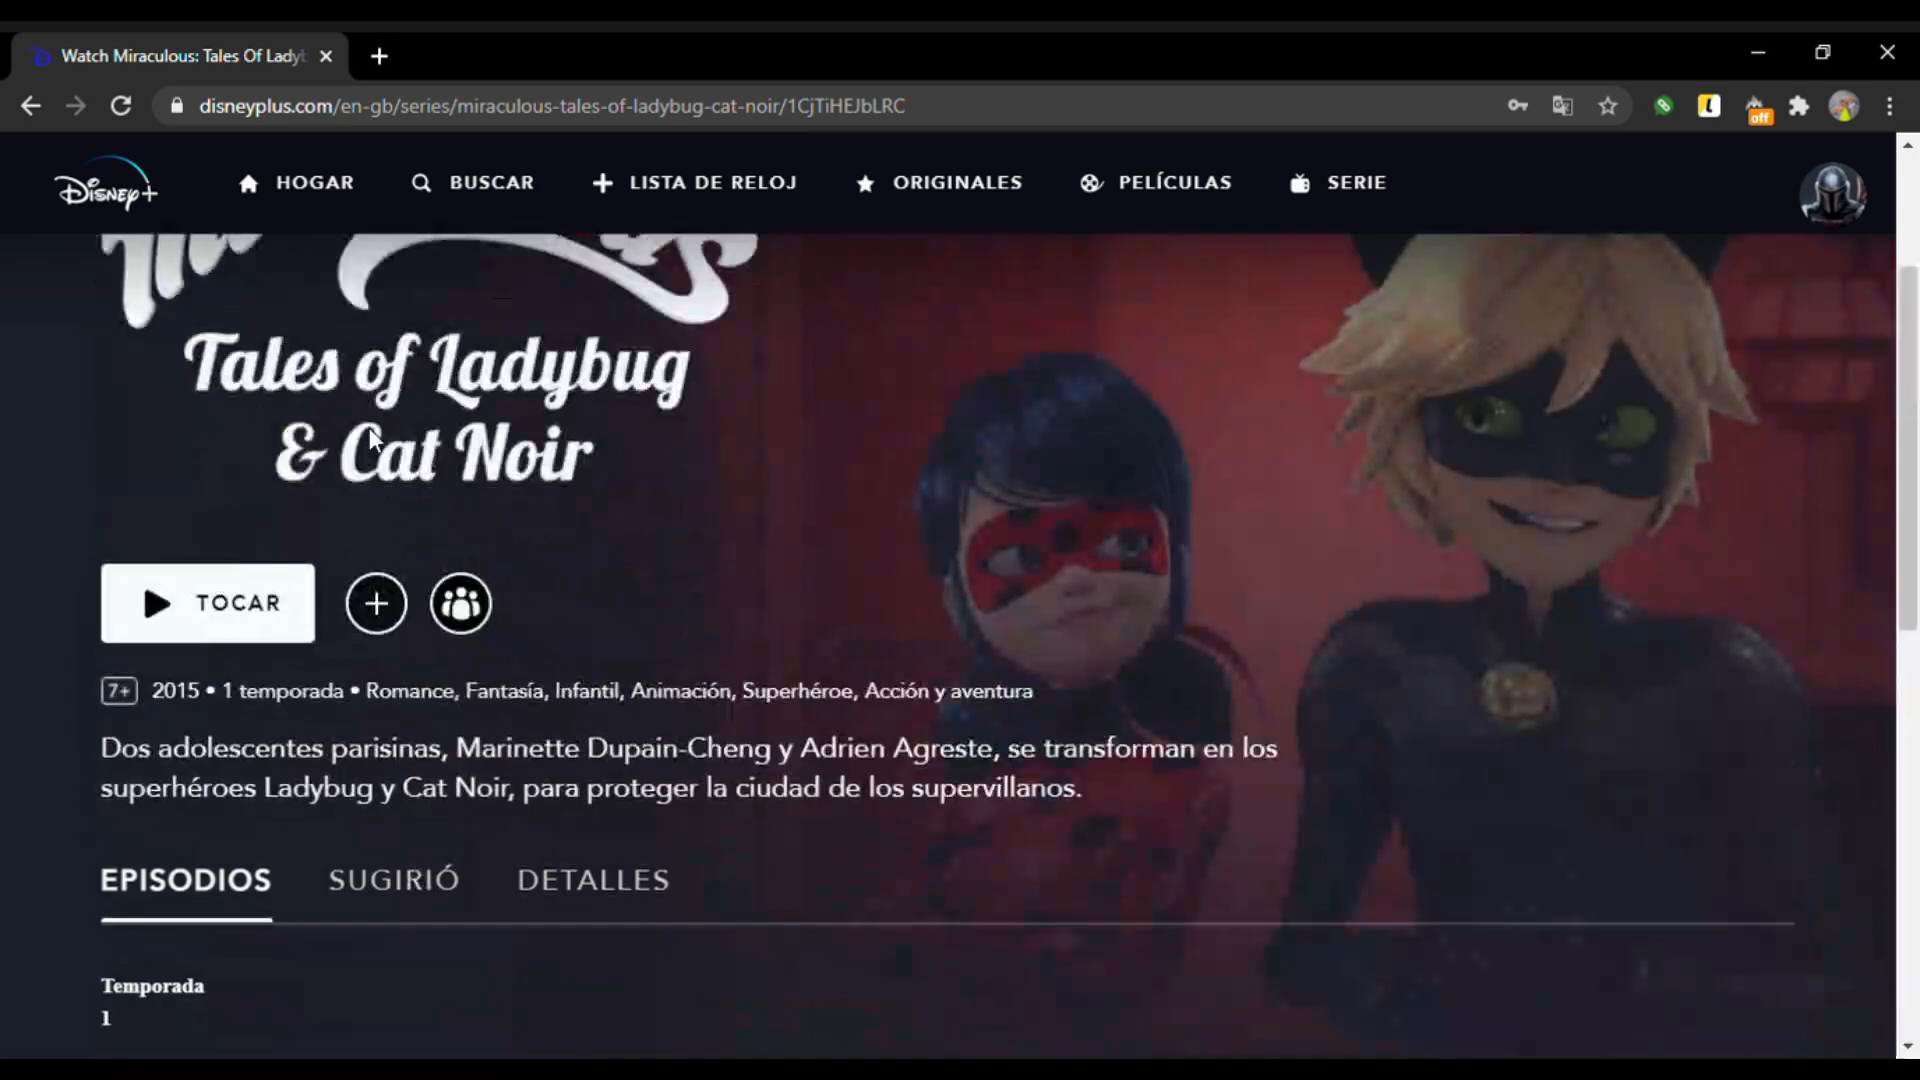 Watch Miraculous: Tales Of Ladyb
disneyplus.com/en-gb/series/miraculous-tales-of-ladybug-cat-noir/1CjTiHEJbLRC
off
Disney+
HOGAR
BUSCAR
LISTA DE RELOJ
ORIGINALES
PELÍCULAS
SERIE
Tales of Ladybug
& Cat Noir
TOCAR
7+ 2015 • 1 temporada • Romance, Fantasía, Infantil, Animación, Superhéroe, Acción y aventura
Dos adolescentes parisinas, Marinette Dupain-Cheng y Adrien Agreste, se transforman en los
superhéroes Ladybug y Cat Noir, para proteger la ciudad de los supervillanos.
EPISODIOS
SUGIRIÓ
DETALLES
Temporada
1